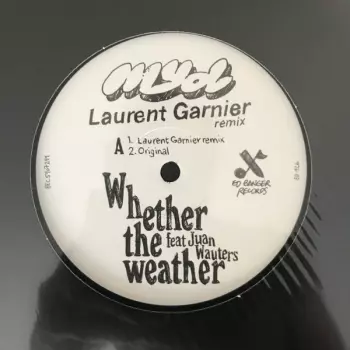 Myd
Laurent Garnier
remix
A
1. Laurent Garnier remix
2. Original
ED BANGER
RECORDS
Whether
the
feat Juan
Wauters
weather